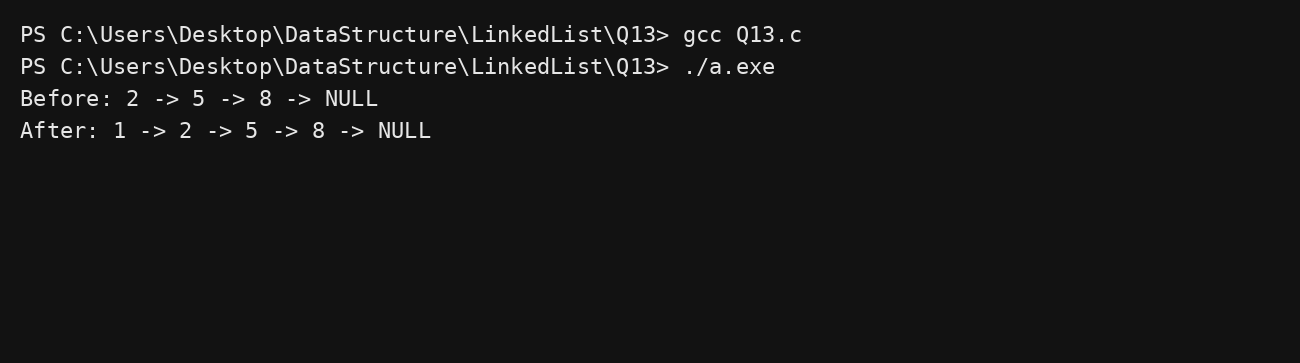 PS C:\Users\Desktop\DataStructure\LinkedList\Q13> gcc Q13.c
PS C:\Users\Desktop\DataStructure\LinkedList\Q13> ./a.exe
Before: 2 -> 5 -> 8 -> NULL
After: 1 -> 2 -> 5 -> 8 -> NULL